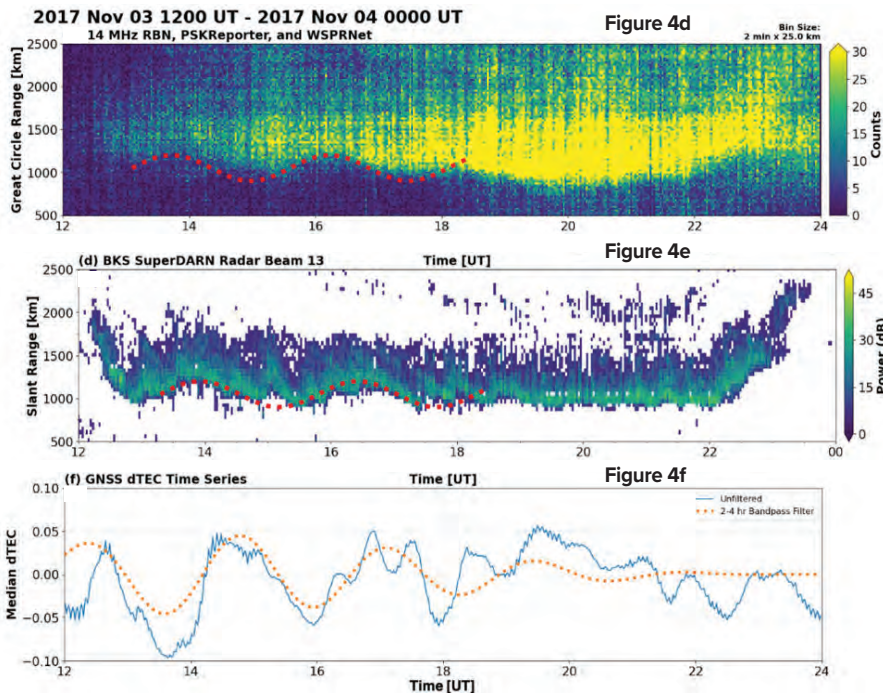 2017 Nov 03 1200 UT - 2017 Nov 04 0000 UT
Figure 4d
Bin Size:
14 MHz RBN, PSKReporter, and WSPRNet
2 min x 25.0 km
Great Circle Range [km]
2500
2000
1500
1000
500
12 14 16 18 20 22 24
30
25
20
15
10
5
0
Counts
(d) BKS SuperDARN Radar Beam 13
Time [UT]
Figure 4e
Slant Range [km]
2500
2000
1500
1000
500
12 14 16 18 20 22 00
45
30
15
0
Power (dB)
(f) GNSS dTEC Time Series
Time [UT]
Figure 4f
Unfiltered
2-4 hr Bandpass Filter
Median dTEC
0.10
0.05
0.00
−0.05
−0.10
12 14 16 18 20 22 24
Time [UT]